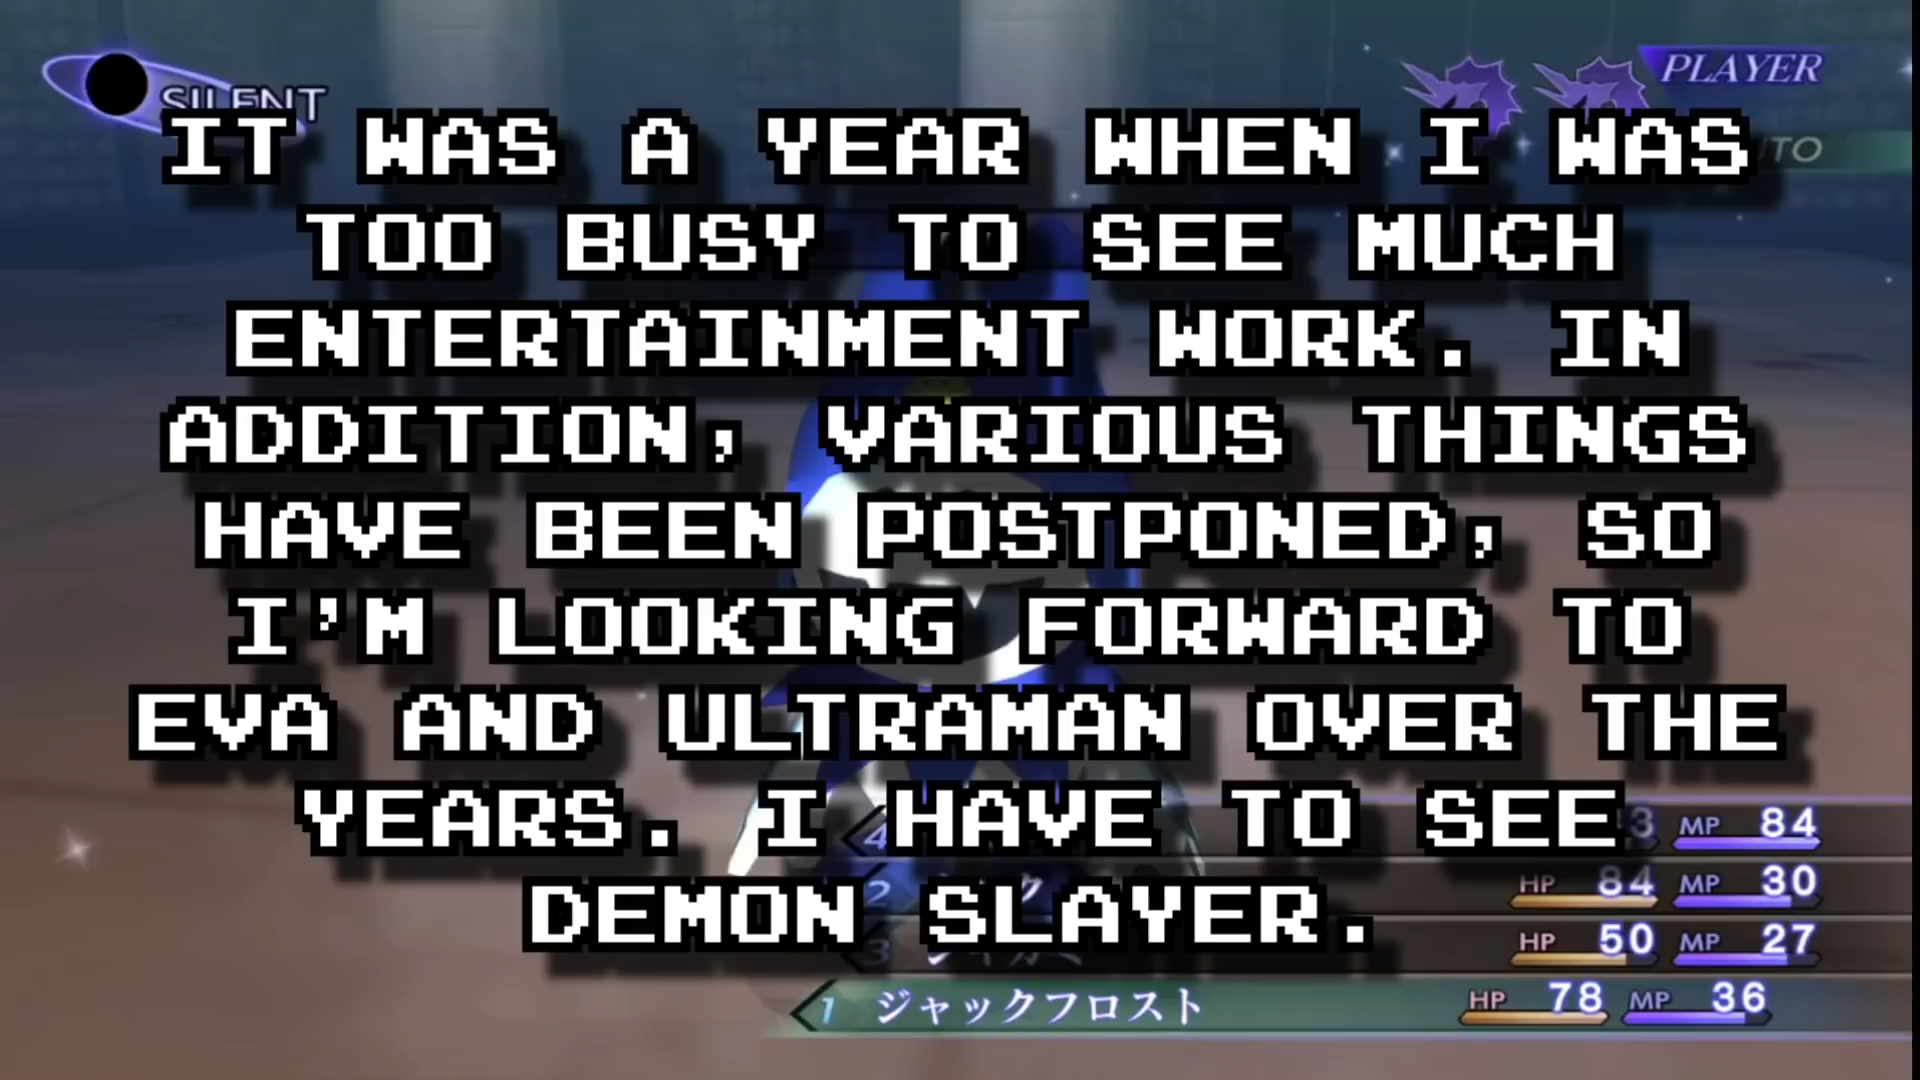 SILENT
PLAYER
IT WAS A YEAR WHEN I WAS
TOO BUSY TO SEE MUCH
ENTERTAINMENT WORK. IN
ADDITION, VARIOUS THINGS
HAVE BEEN POSTPONED, SO
I'M LOOKING FORWARD TO
EVA AND ULTRAMAN OVER THE
YEARS. I HAVE TO SEE
DEMON SLAYER.
4 MP 84
2 HP 84 MP 30
3 HP 50 MP 27
1 ジャックフロスト HP 78 MP 36